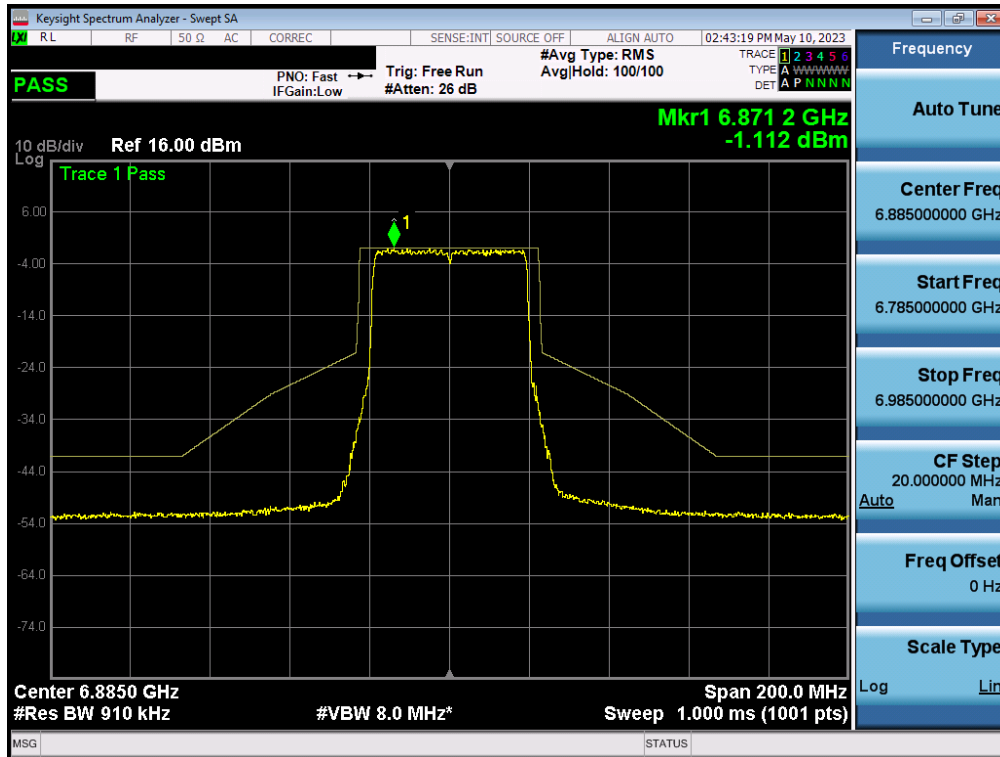 Keysight Spectrum Analyzer - Swept SA
LXI RL RF 50 Ω AC CORREC SENSE:INT SOURCE OFF ALIGN AUTO 02:43:19 PM May 10, 2023
PASS
PNO: Fast
IFGain:Low
Trig: Free Run
#Atten: 26 dB
#Avg Type: RMS
Avg|Hold: 100/100
TRACE 1 2 3 4 5 6
TYPE A WWWWW
DET A P N N N N
Mkr1 6.871 2 GHz
-1.112 dBm
10 dB/div Ref 16.00 dBm
Log
Trace 1 Pass
1
6.00
-4.00
-14.0
-24.0
-34.0
-44.0
-54.0
-64.0
-74.0
Center 6.8850 GHz Span 200.0 MHz
#Res BW 910 kHz #VBW 8.0 MHz* Sweep 1.000 ms (1001 pts)
MSG STATUS
Frequency
Auto Tune
Center Freq
6.885000000 GHz
Start Freq
6.785000000 GHz
Stop Freq
6.985000000 GHz
CF Step
20.000000 MHz
Auto Man
Freq Offset
0 Hz
Scale Type
Log Lin